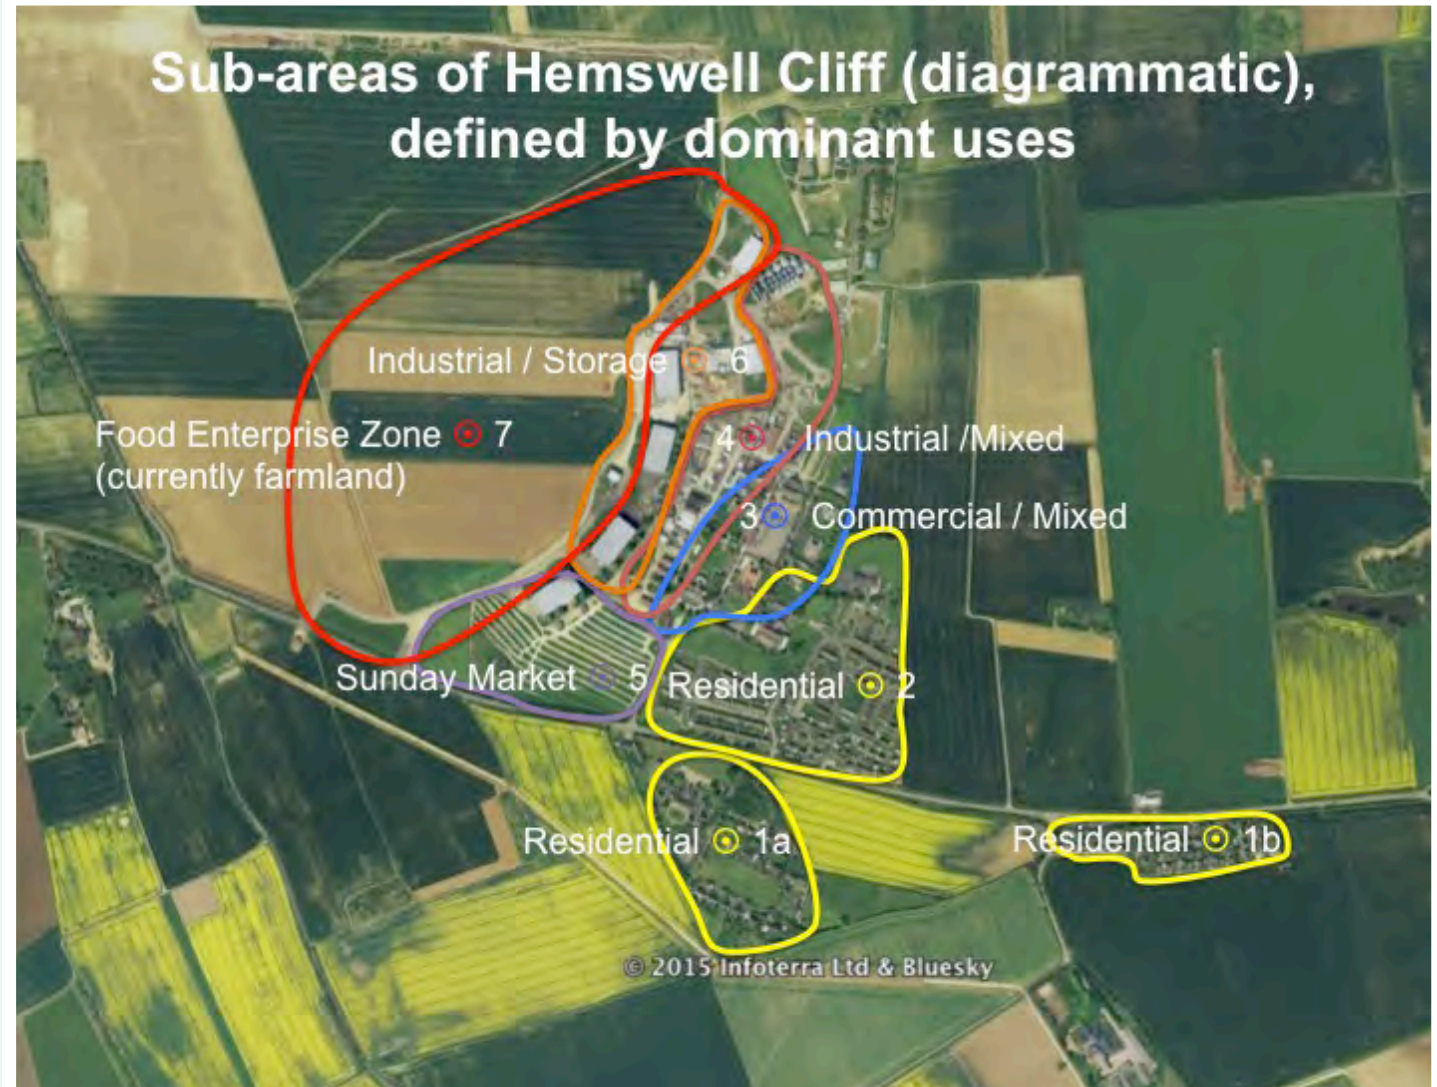 Sub-areas of Hemswell Cliff (diagrammatic),
defined by dominant uses
Industrial / Storage 6
Food Enterprise Zone 7
(currently farmland)
4 Industrial /Mixed
3 Commercial / Mixed
Sunday Market 5
Residential 2
Residential 1a
Residential 1b
© 2015 Infoterra Ltd & Bluesky